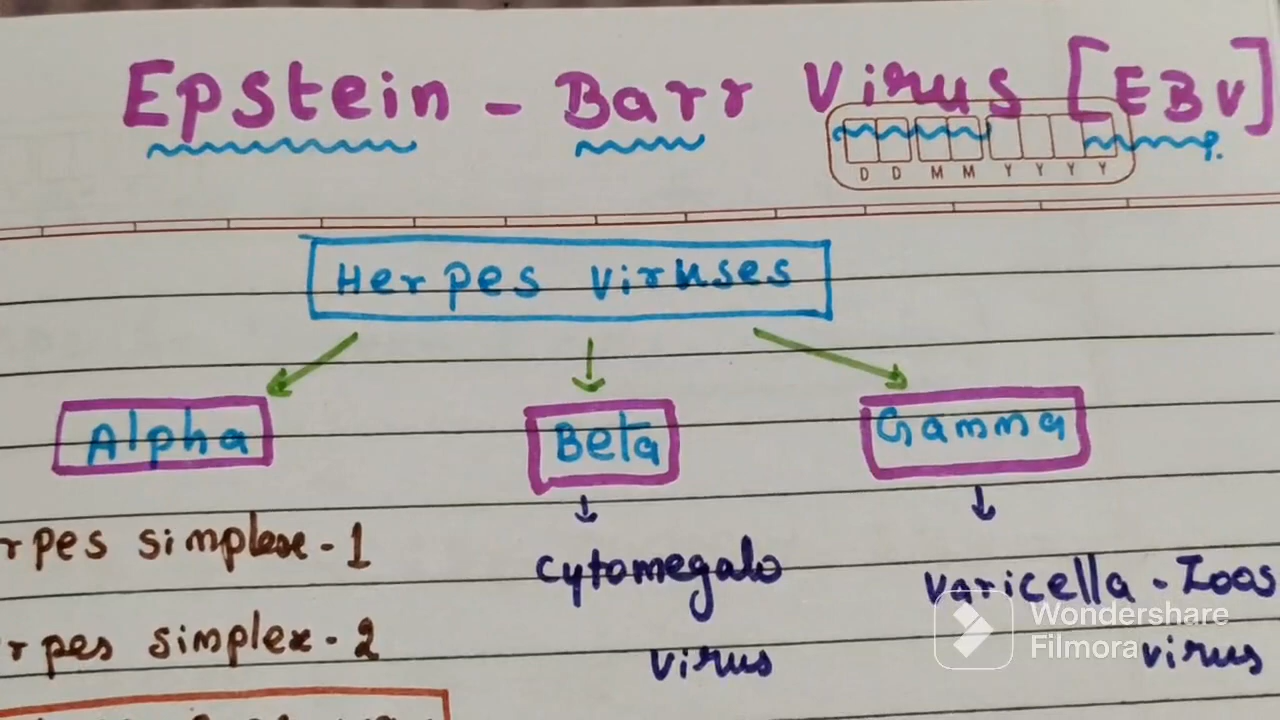 Epstein - Barr Virus [EBV]
D D M M Y Y Y Y
Herpes viruses
Alpha
Beta
Gamma
rpes simplex - 1
cytomegalo
varicella - Zoos
Wondershare
Filmora
rpes simplex - 2
virus
virus